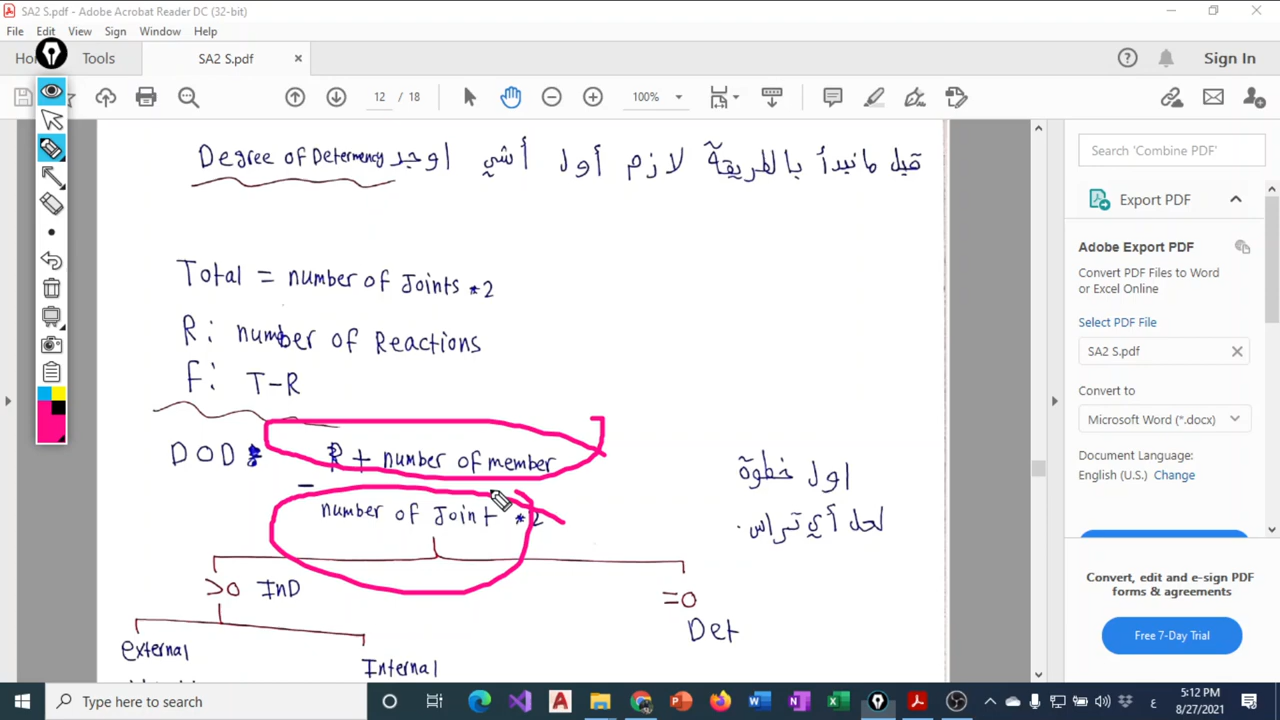 SA2 S.pdf - Adobe Acrobat Reader DC (32-bit)
File Edit View Sign Window Help
Tools SA2 S.pdf × Sign In
12 / 18 100%
قبل مانبدأ بالطريقة لازم أول أشي اوجد Degree of Determency
Total = number of Joints *2
R: number of Reactions
F: T-R
DOD: R + number of member
- number of Joint *2
اول خطوة
لحل أي تراس.
>0 InD
=0
Det
external
Internal
Search 'Combine PDF'
Export PDF
Adobe Export PDF
Convert PDF Files to Word
or Excel Online
Select PDF File
SA2 S.pdf
Convert to
Microsoft Word (*.docx)
Document Language:
English (U.S.) Change
Convert, edit and e-sign PDF
forms & agreements
Free 7-Day Trial
Type here to search
5:12 PM
ع
8/27/2021